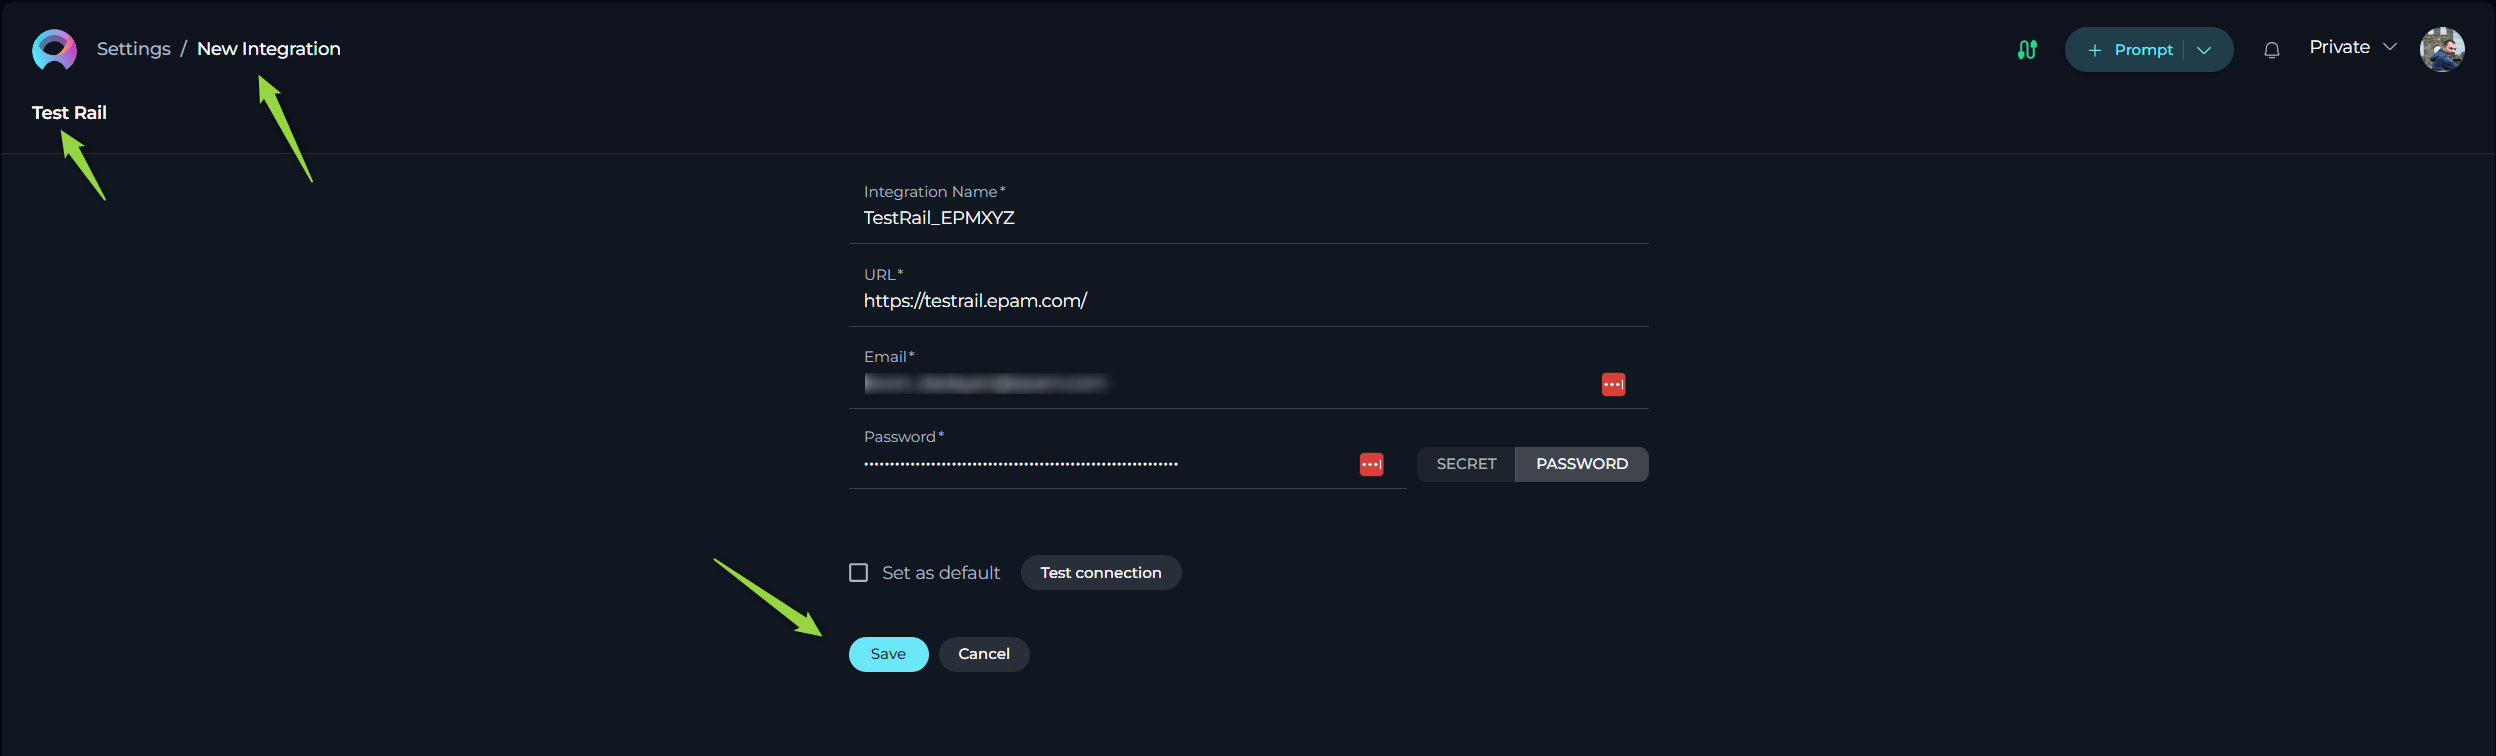 Settings / New Integration
Prompt
Private
Test Rail
Integration Name*
TestRail_EPMXYZ
URL*
https://testrail.epam.com/
Email*
Password*
SECRET
PASSWORD
Set as default
Test connection
Save
Cancel